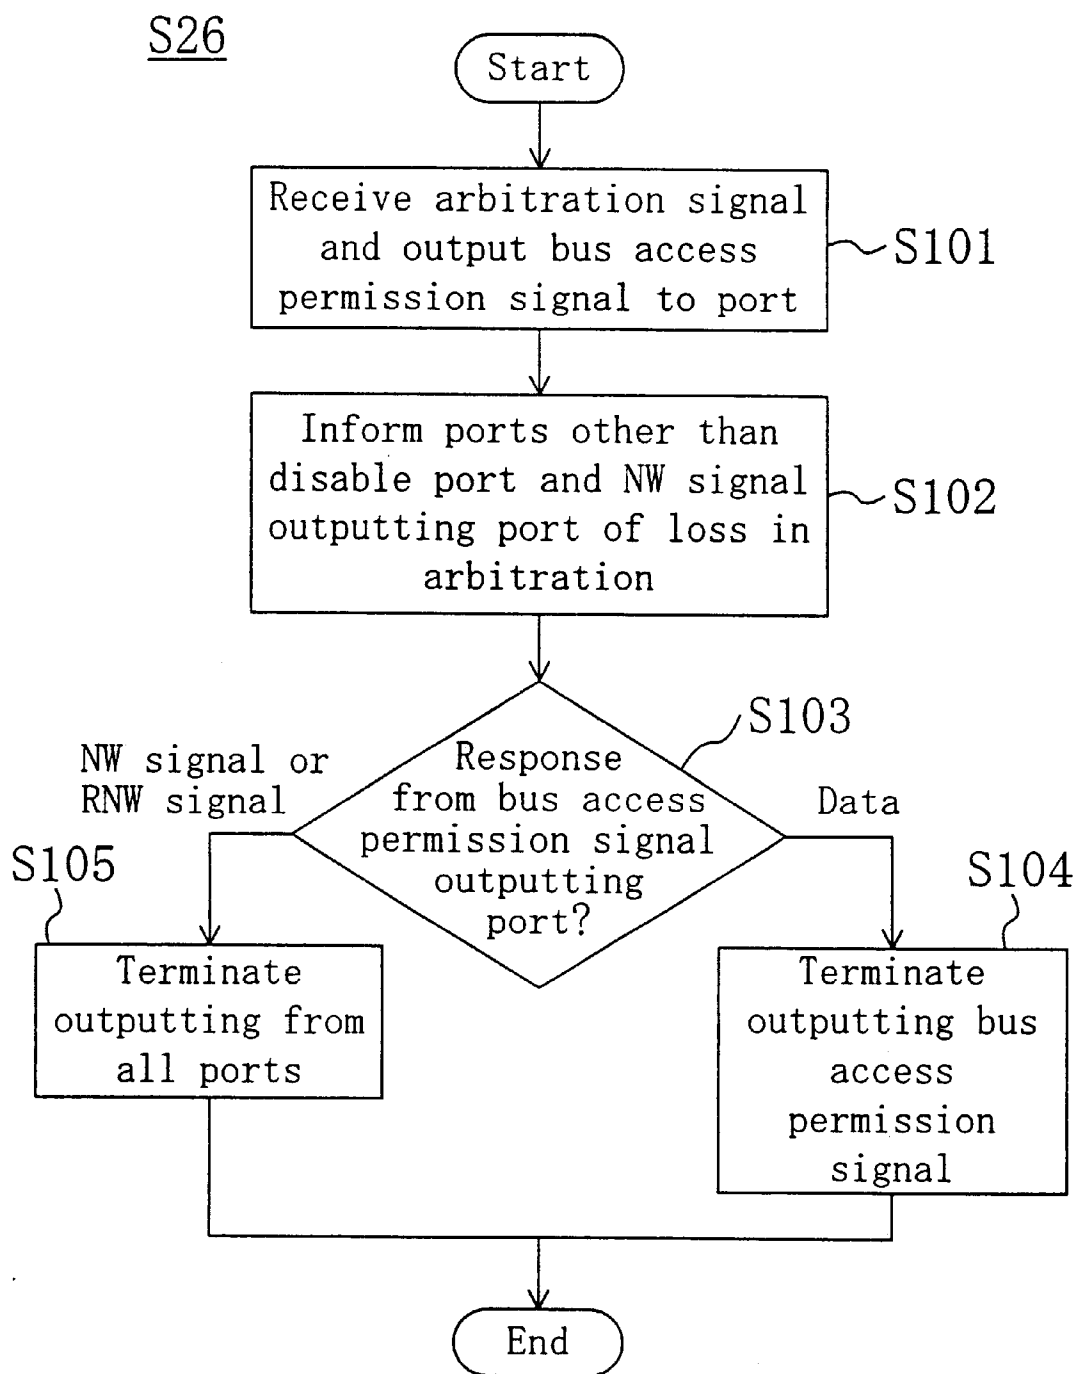 S26
Start
Receive arbitration signal
and output bus access
permission signal to port
S101
Inform ports other than
disable port and NW signal
outputting port of loss in
arbitration
S102
S103
Response
from bus access
permission signal
outputting
port?
NW signal or
RNW signal
Data
S105
Terminate
outputting from
all ports
S104
Terminate
outputting bus
access
permission
signal
End